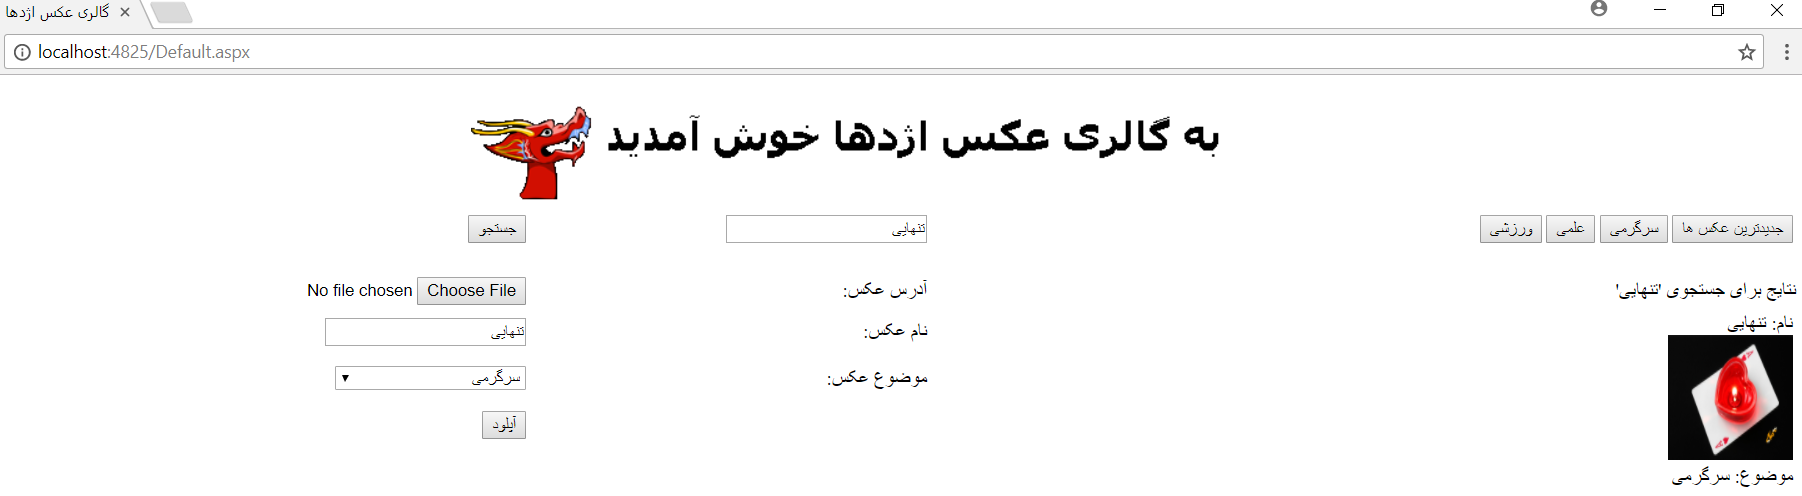 گالری عکس اژدها
localhost:4825/Default.aspx
به گالری عکس اژدها خوش آمدید
جدیدترین عکس ها سرگرمی علمی ورزشی
تنهایی
جستجو
نتایج برای جستجوی 'تنهایی'
نام: تنهایی
موضوع: سرگرمی
آدرس عکس:
Choose File No file chosen
نام عکس:
تنهایی
موضوع عکس:
سرگرمی
آپلود